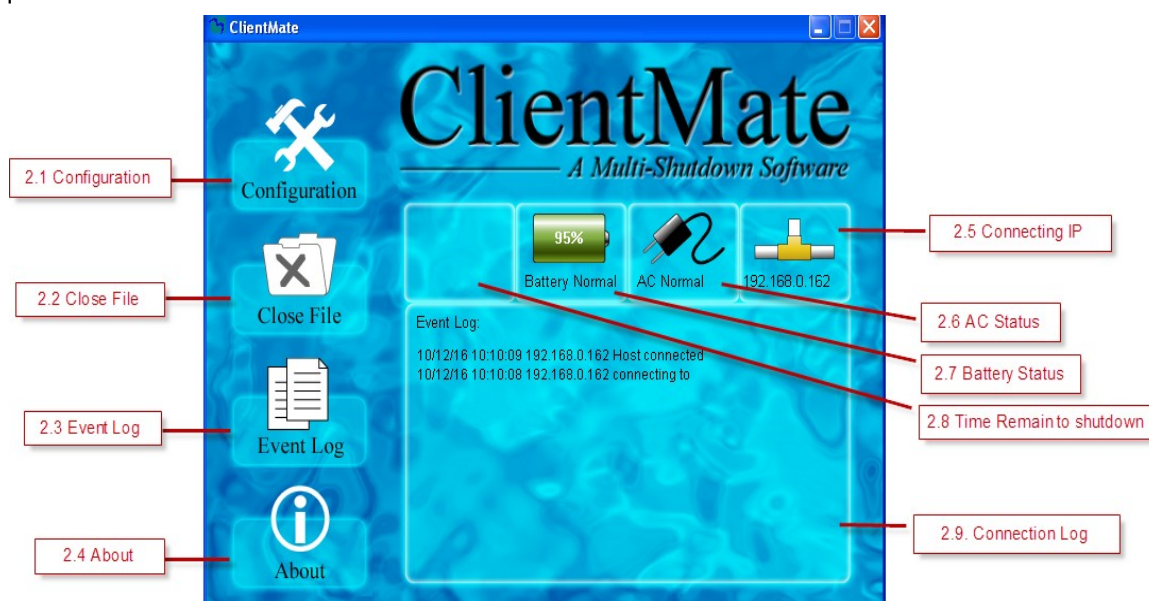 ClientMate
ClientMate
A Multi-Shutdown Software
2.1 Configuration
Configuration
2.2 Close File
Close File
2.3 Event Log
Event Log
2.4 About
About
95%
Battery Normal
AC Normal
192.168.0.162
Event Log:
10/12/16 10:10:09 192.168.0.162 Host connected
10/12/16 10:10:08 192.168.0.162 connecting to
2.5 Connecting IP
2.6 AC Status
2.7 Battery Status
2.8 Time Remain to shutdown
2.9. Connection Log